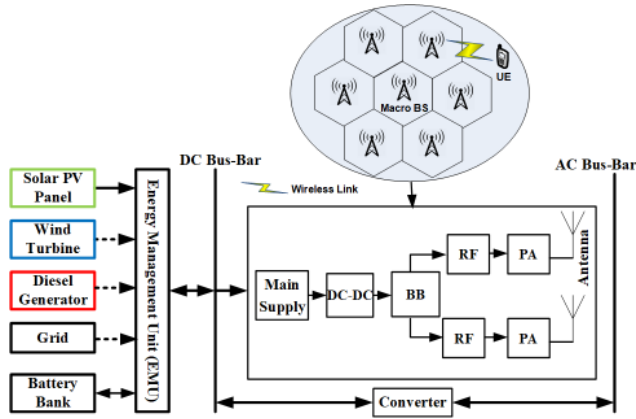 UE
Macro BS
DC Bus-Bar
AC Bus-Bar
Wireless Link
Solar PV
Panel
Wind
Turbine
Diesel
Generator
Grid
Battery
Bank
Energy Management Unit (EMU)
Main
Supply
DC-DC
BB
RF
PA
RF
PA
Antenna
Converter